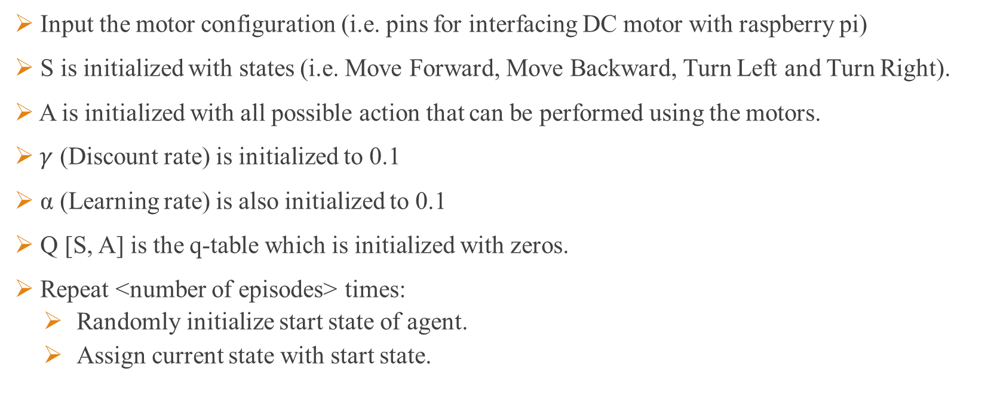 Input the motor configuration (i.e. pins for interfacing DC motor with raspberry pi)
S is initialized with states (i.e. Move Forward, Move Backward, Turn Left and Turn Right).
A is initialized with all possible action that can be performed using the motors.
γ (Discount rate) is initialized to 0.1
α (Learning rate) is also initialized to 0.1
Q [S, A] is the q-table which is initialized with zeros.
Repeat <number of episodes> times:
Randomly initialize start state of agent.
Assign current state with start state.